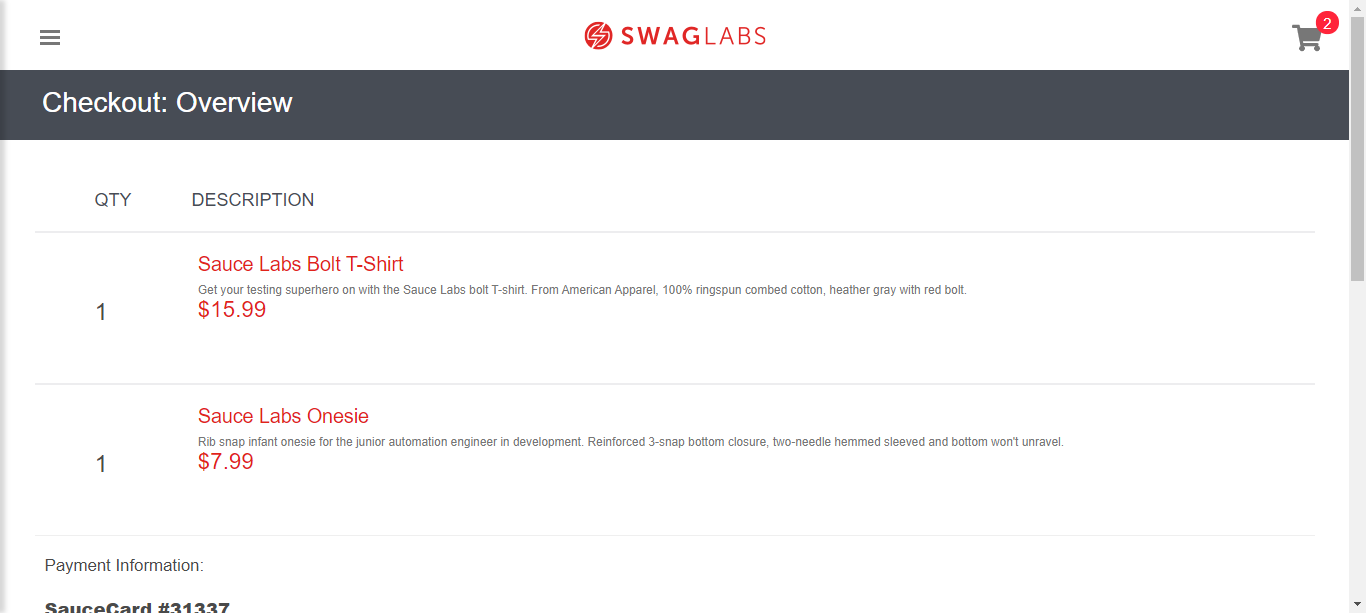 SWAGLABS
2
Checkout: Overview
QTY DESCRIPTION
Sauce Labs Bolt T-Shirt
Get your testing superhero on with the Sauce Labs bolt T-shirt. From American Apparel, 100% ringspun combed cotton, heather gray with red bolt.
1
$15.99
Sauce Labs Onesie
Rib snap infant onesie for the junior automation engineer in development. Reinforced 3-snap bottom closure, two-needle hemmed sleeved and bottom won't unravel.
1
$7.99
Payment Information:
SauceCard #31337